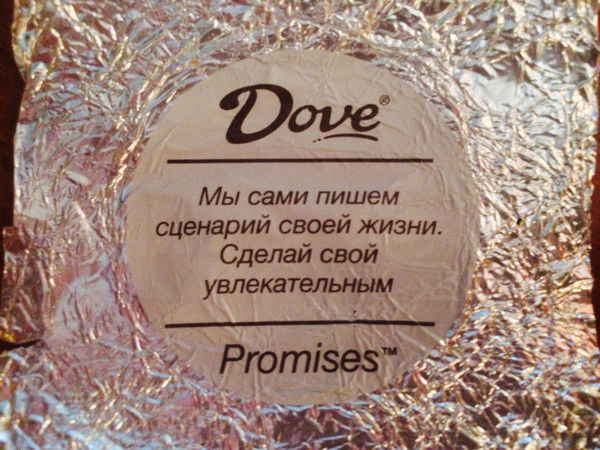 Dove®
Мы сами пишем
сценарий своей жизни.
Сделай свой
увлекательным
Promises™